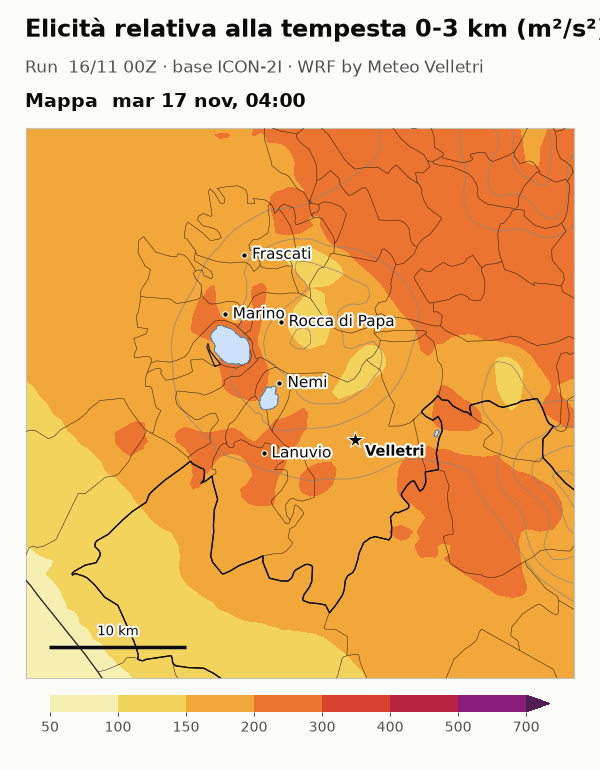 Elicità relativa alla tempesta 0-3 km (m²/s²)
Run 16/11 00Z · base ICON-2I · WRF by Meteo Velletri
Mappa mar 17 nov, 04:00
Frascati
Marino
Rocca di Papa
Nemi
Velletri
Lanuvio
10 km
50 100 150 200 300 400 500 700